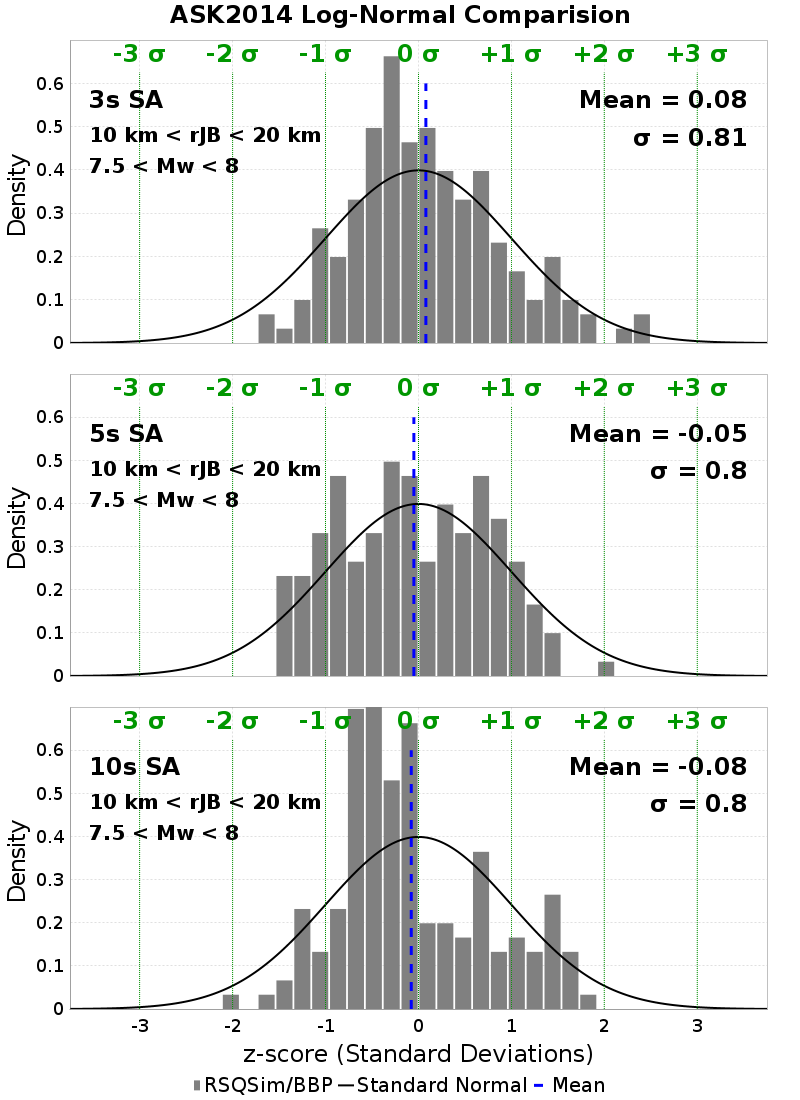 ASK2014 Log-Normal Comparision
-3 σ -2 σ -1 σ 0 σ +1 σ +2 σ +3 σ
3s SA
Mean = 0.08
10 km < rJB < 20 km
σ = 0.81
7.5 < Mw < 8
Density
0.6
0.5
0.4
0.3
0.2
0.1
0
-3 σ -2 σ -1 σ 0 σ +1 σ +2 σ +3 σ
5s SA
Mean = -0.05
10 km < rJB < 20 km
σ = 0.8
7.5 < Mw < 8
Density
0.6
0.5
0.4
0.3
0.2
0.1
0
-3 σ -2 σ -1 σ 0 σ +1 σ +2 σ +3 σ
10s SA
Mean = -0.08
10 km < rJB < 20 km
σ = 0.8
7.5 < Mw < 8
Density
0.6
0.5
0.4
0.3
0.2
0.1
0
-3 -2 -1 0 1 2 3
z-score (Standard Deviations)
RSQSim/BBP Standard Normal Mean